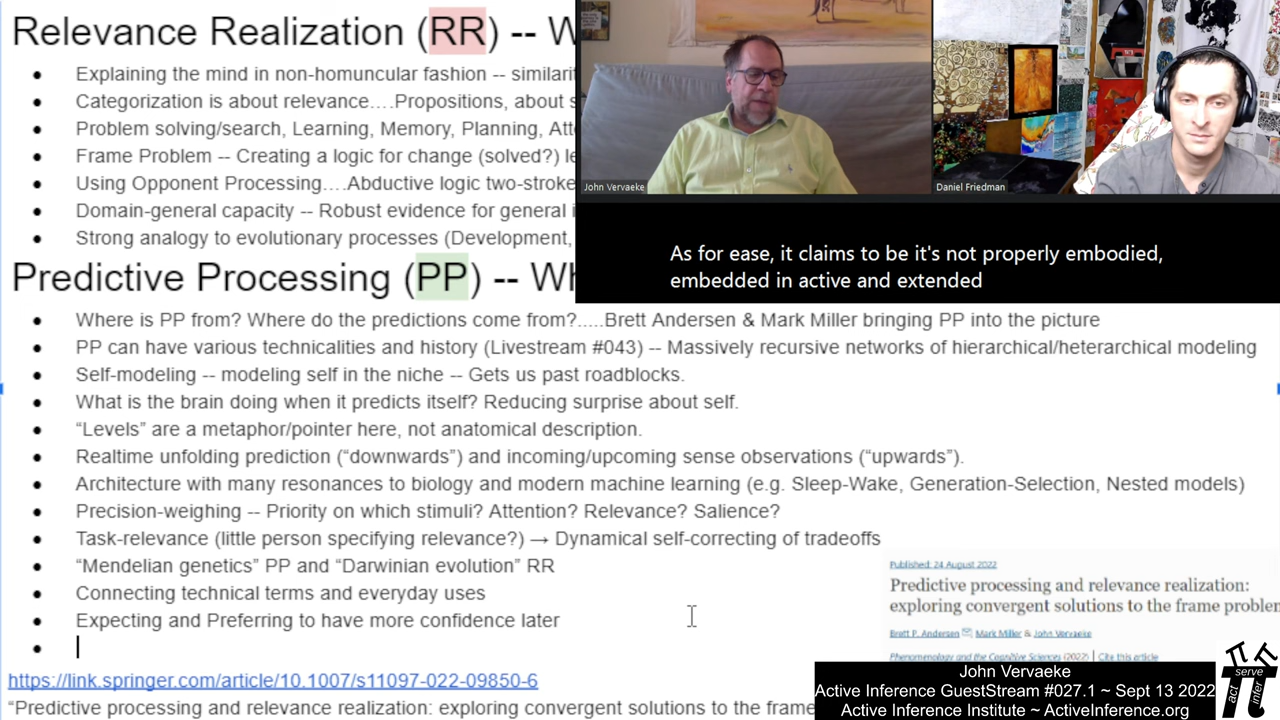 Relevance Realization (RR) -- W
Explaining the mind in non-homuncular fashion -- similarit
Categorization is about relevance….Propositions, about s
Problem solving/search, Learning, Memory, Planning, Att
Frame Problem -- Creating a logic for change (solved?) le
Using Opponent Processing….Abductive logic two-stroke
Domain-general capacity -- Robust evidence for general i
Strong analogy to evolutionary processes (Development,
John Vervaeke
Daniel Friedman
As for ease, it claims to be it's not properly embodied,
embedded in active and extended
Predictive Processing (PP) -- Wh
Where is PP from? Where do the predictions come from?.....Brett Andersen & Mark Miller bringing PP into the picture
PP can have various technicalities and history (Livestream #043) -- Massively recursive networks of hierarchical/heterarchical modeling
Self-modeling -- modeling self in the niche -- Gets us past roadblocks.
What is the brain doing when it predicts itself? Reducing surprise about self.
“Levels” are a metaphor/pointer here, not anatomical description.
Realtime unfolding prediction (“downwards”) and incoming/upcoming sense observations (“upwards”).
Architecture with many resonances to biology and modern machine learning (e.g. Sleep-Wake, Generation-Selection, Nested models)
Precision-weighing -- Priority on which stimuli? Attention? Relevance? Salience?
Task-relevance (little person specifying relevance?) → Dynamical self-correcting of tradeoffs
“Mendelian genetics” PP and “Darwinian evolution” RR
Connecting technical terms and everyday uses
Expecting and Preferring to have more confidence later
Published: 24 August 2022
Predictive processing and relevance realization:
exploring convergent solutions to the frame problem
Brett P. Andersen, Mark Miller & John Vervaeke
Phenomenology and the Cognitive Sciences (2022) | Cite this article
https://link.springer.com/article/10.1007/s11097-022-09850-6
“Predictive processing and relevance realization: exploring convergent solutions to the frame
John Vervaeke
Active Inference GuestStream #027.1 ~ Sept 13 2022
Active Inference Institute ~ ActiveInference.org
serve
act
infer